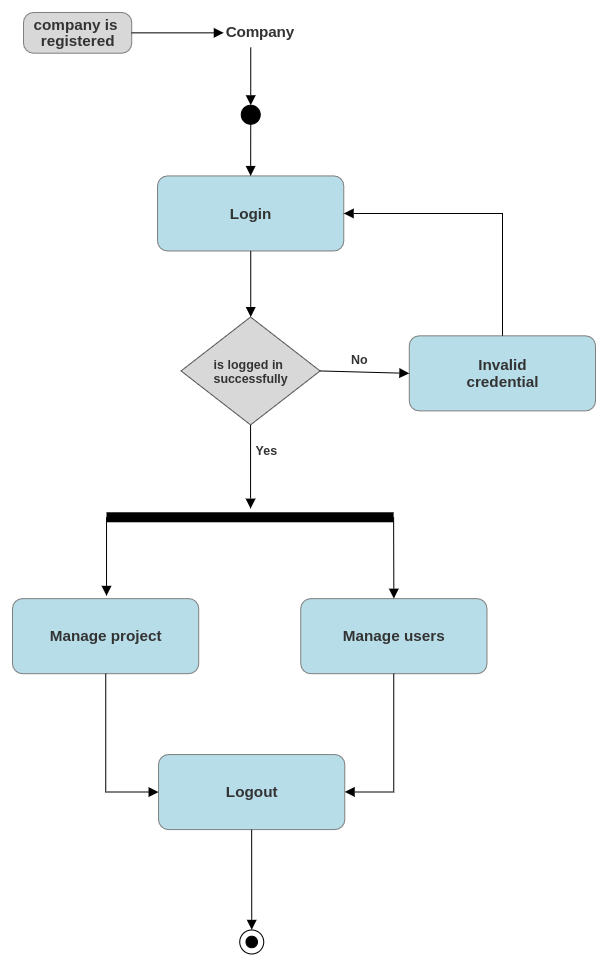 company is
registered
Company
Login
is logged in
successfully
No
Invalid
credential
Yes
Manage project
Manage users
Logout